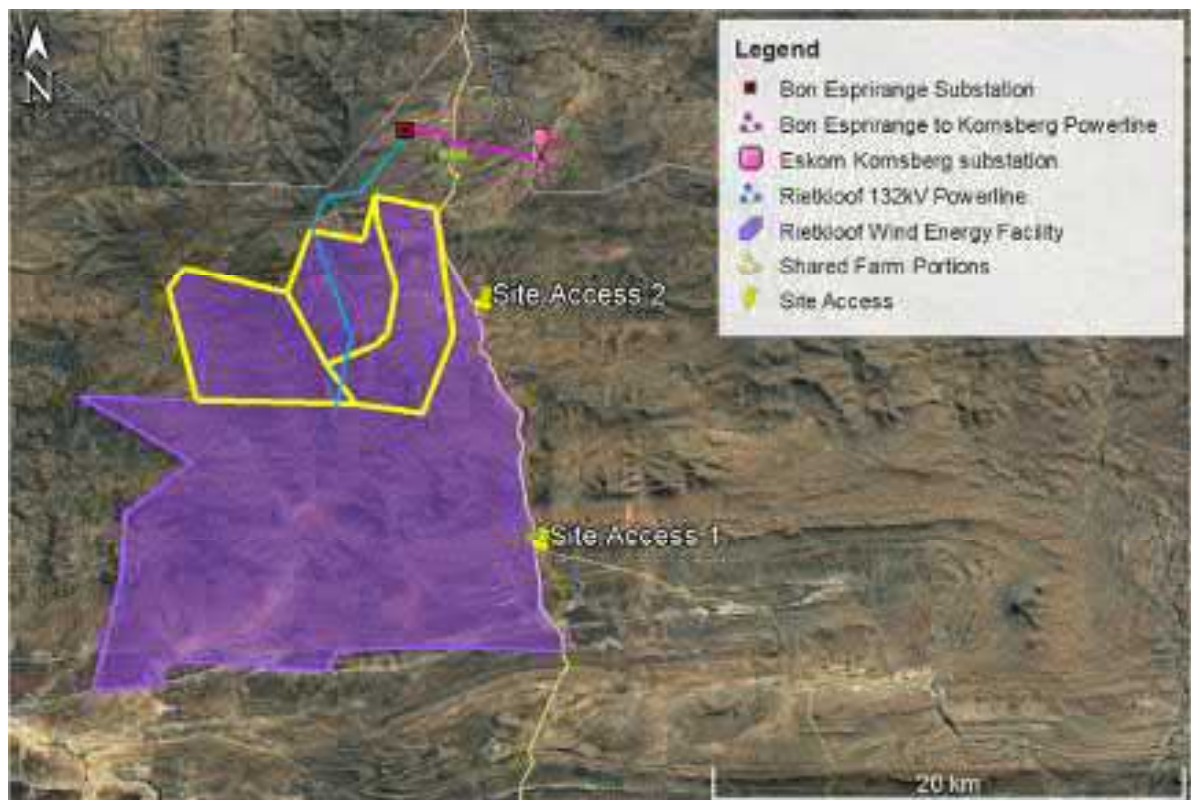 N
Legend
Bon Esprirange Substation
Bon Esprirange to Komsberg Powerline
Eskom Komsberg substation
Rietkloof 132kV Powerline
Rietkloof Wind Energy Facility
Shared Farm Portions
Site Access
Site Access 2
Site Access 1
20 km